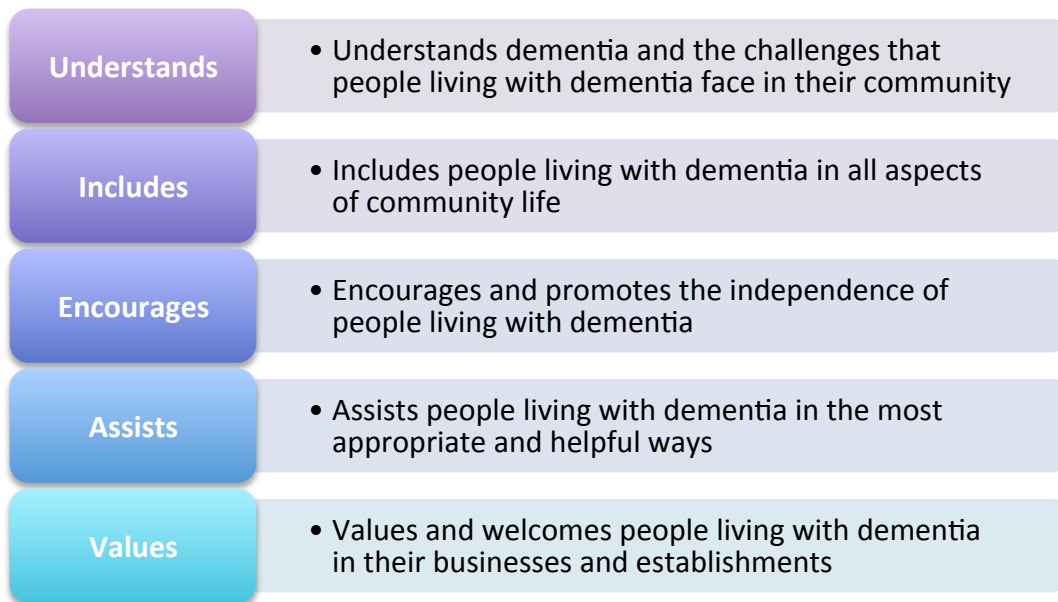 Understands
• Understands dementia and the challenges that
people living with dementia face in their community
Includes
• Includes people living with dementia in all aspects
of community life
Encourages
• Encourages and promotes the independence of
people living with dementia
Assists
• Assists people living with dementia in the most
appropriate and helpful ways
Values
• Values and welcomes people living with dementia
in their businesses and establishments